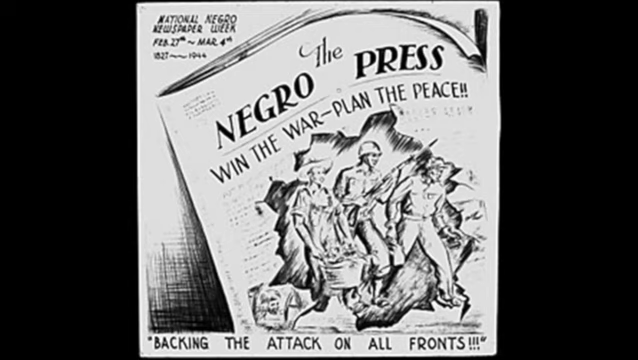 NATIONAL NEGRO
NEWSPAPER WEEK
FEB. 27th ~ MAR. 4th
1827 ~~ 1944
The
NEGRO PRESS
WIN THE WAR—PLAN THE PEACE!!
"BACKING THE ATTACK ON ALL FRONTS!!!"